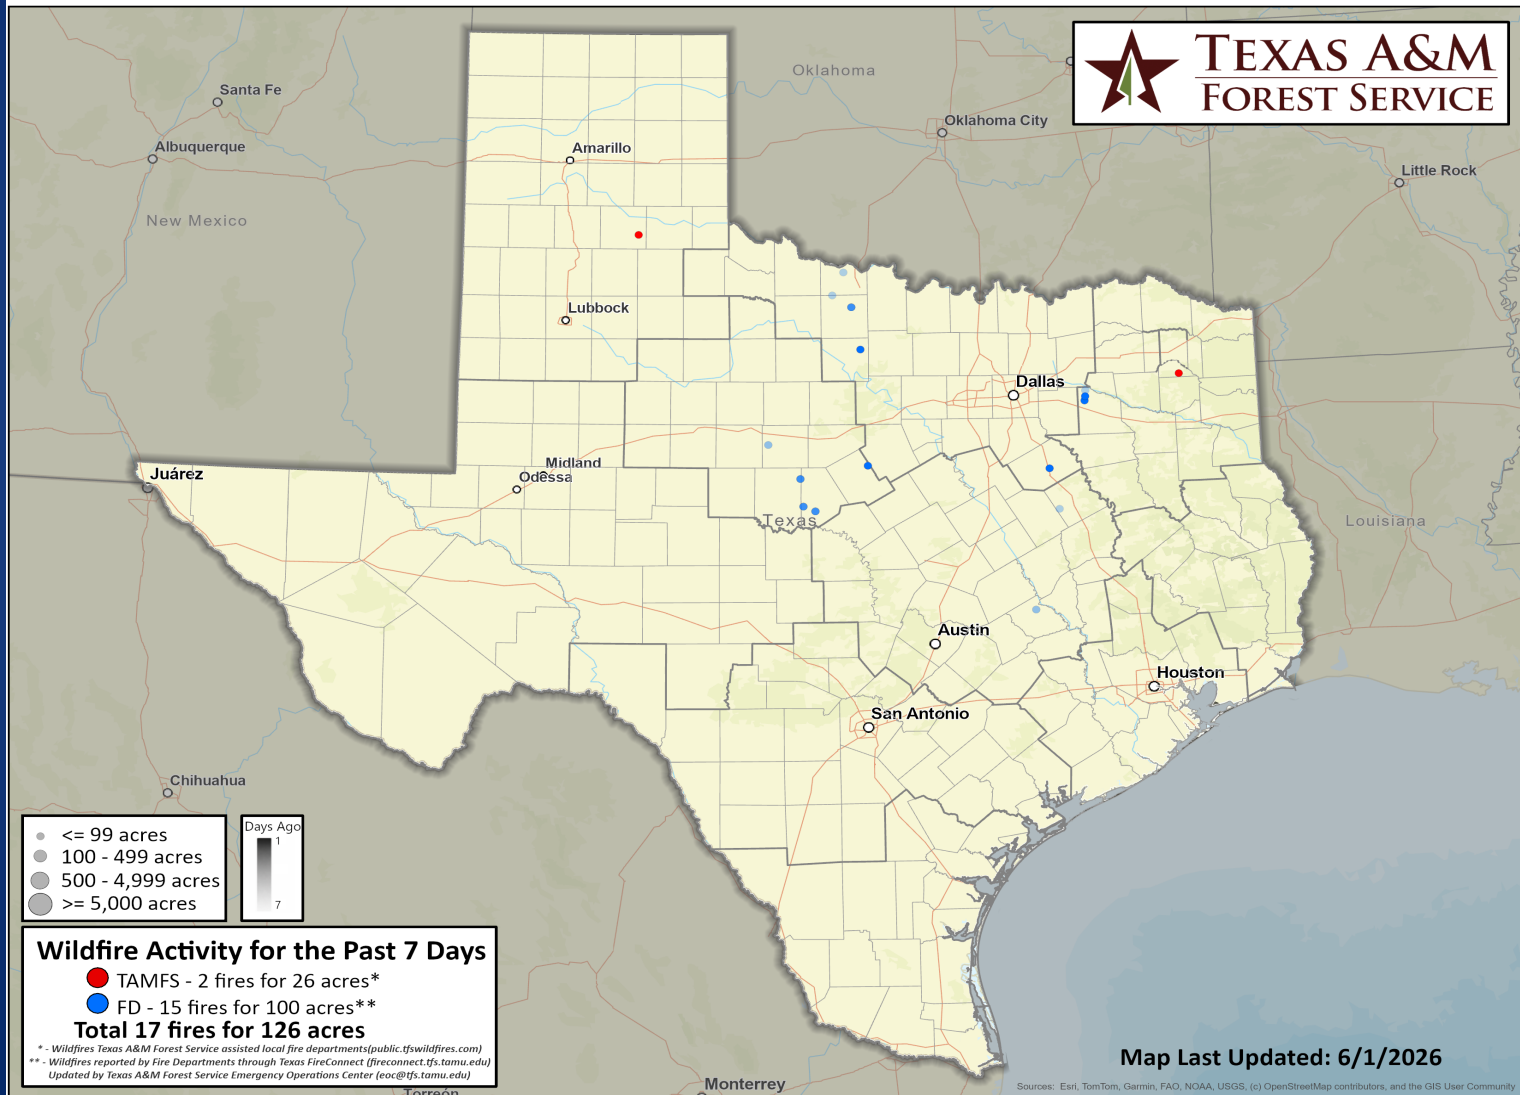 TEXAS A&M
FOREST SERVICE
Oklahoma
Santa Fe
Oklahoma City
Albuquerque
Amarillo
Little Rock
New Mexico
Lubbock
Dallas
Midland
Juárez
Odessa
Texas
Louisiana
Austin
Houston
San Antonio
Chihuahua
<= 99 acres
100 - 499 acres
500 - 4,999 acres
>= 5,000 acres
Days Ago
1
7
Wildfire Activity for the Past 7 Days
TAMFS - 2 fires for 26 acres*
FD - 15 fires for 100 acres**
Total 17 fires for 126 acres
* - Wildfires Texas A&M Forest Service assisted local fire departments(public.tfswildfires.com)
** - Wildfires reported by Fire Departments through Texas FireConnect (fireconnect.tfs.tamu.edu)
Updated by Texas A&M Forest Service Emergency Operations Center (eoc@tfs.tamu.edu)
Map Last Updated: 6/1/2026
Monterrey
Sources: Esri, TomTom, Garmin, FAO, NOAA, USGS, (c) OpenStreetMap contributors, and the GIS User Community
Torreón